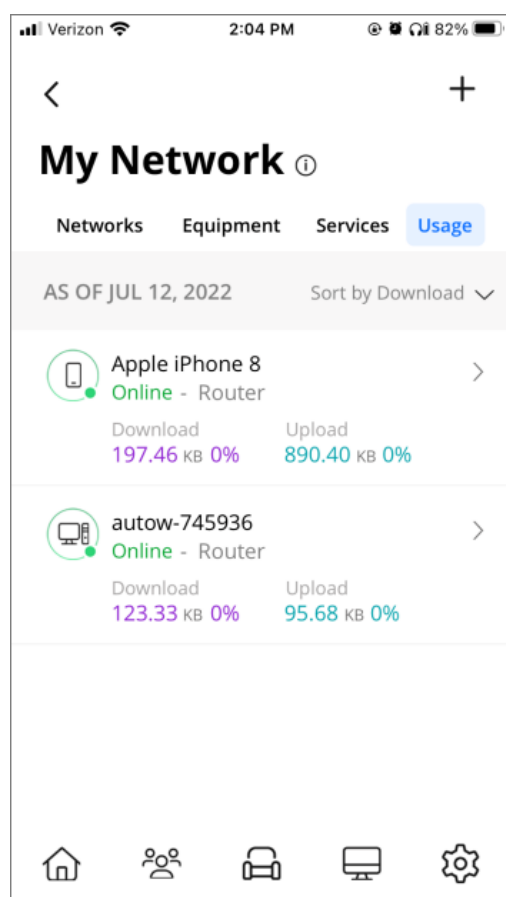 Verizon 2:04 PM 82%
My Network
Networks Equipment Services Usage
AS OF JUL 12, 2022 Sort by Download
Apple iPhone 8
Online - Router
Download Upload
197.46 KB 0% 890.40 KB 0%
autow-745936
Online - Router
Download Upload
123.33 KB 0% 95.68 KB 0%